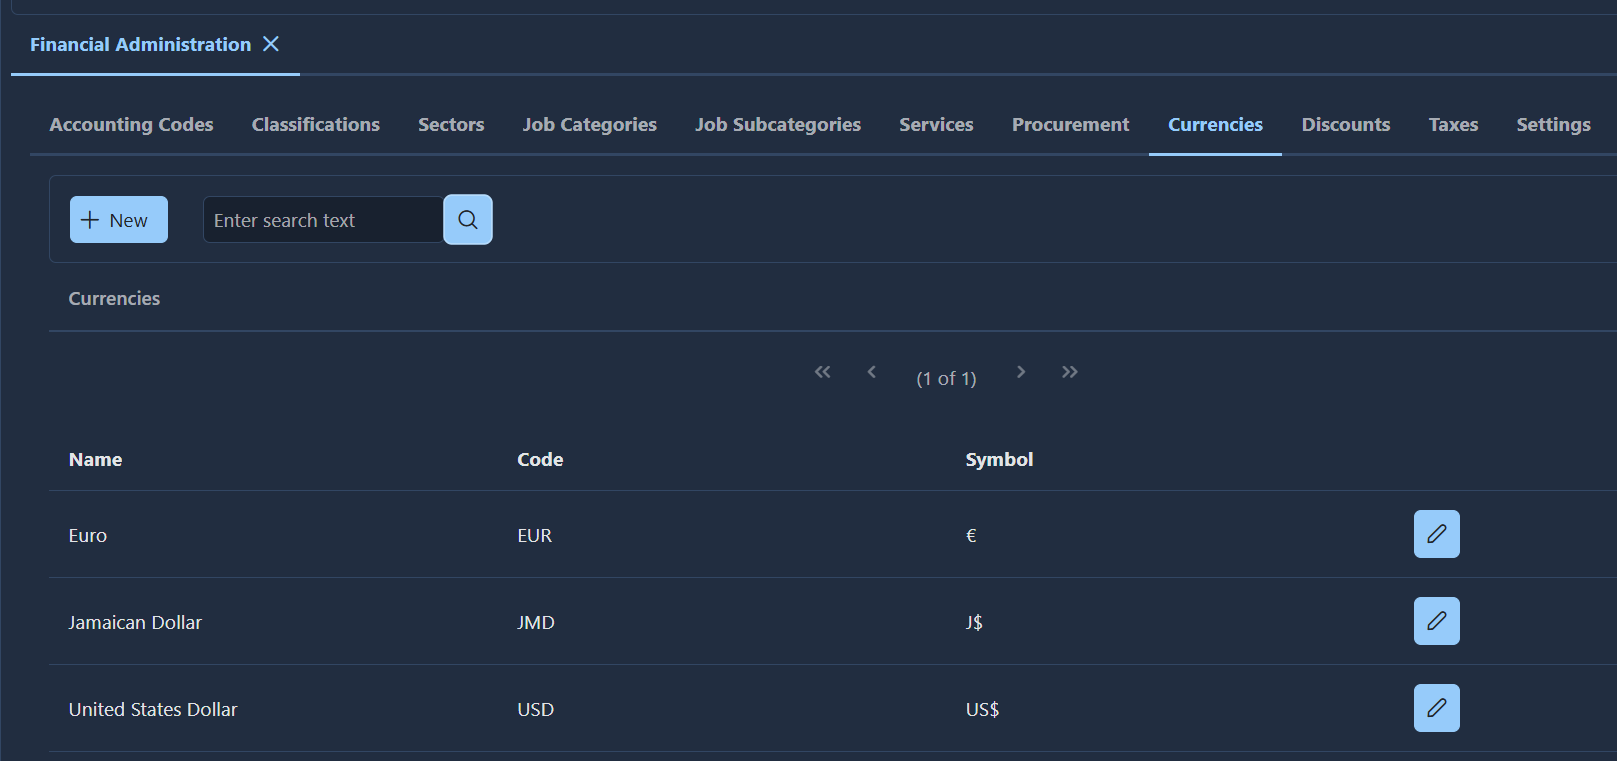 Financial Administration
Accounting Codes Classifications Sectors Job Categories Job Subcategories Services Procurement Currencies Discounts Taxes Settings
New Enter search text
Currencies
(1 of 1)
Name Code Symbol
Euro EUR €
Jamaican Dollar JMD J$
United States Dollar USD US$